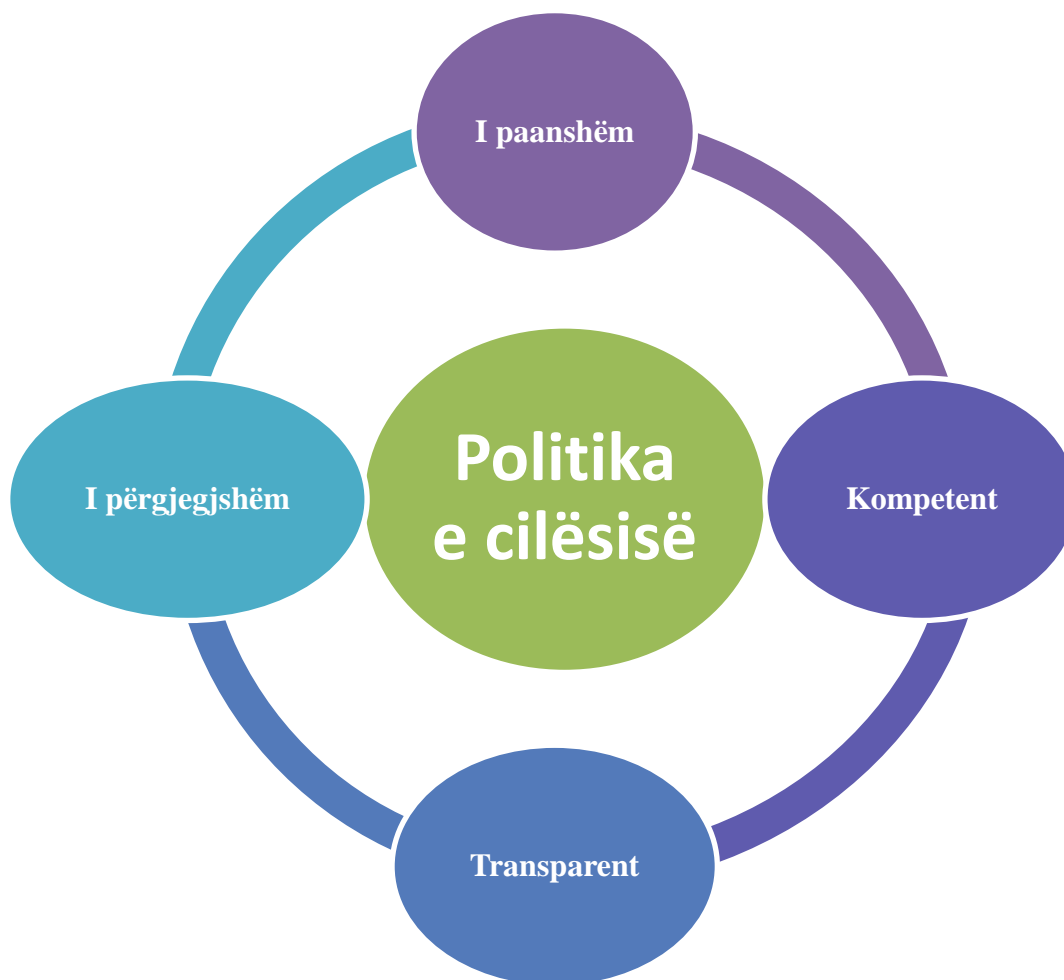 I paanshëm
I përgjegjshëm
Politika
e cilësisë
Kompetent
Transparent